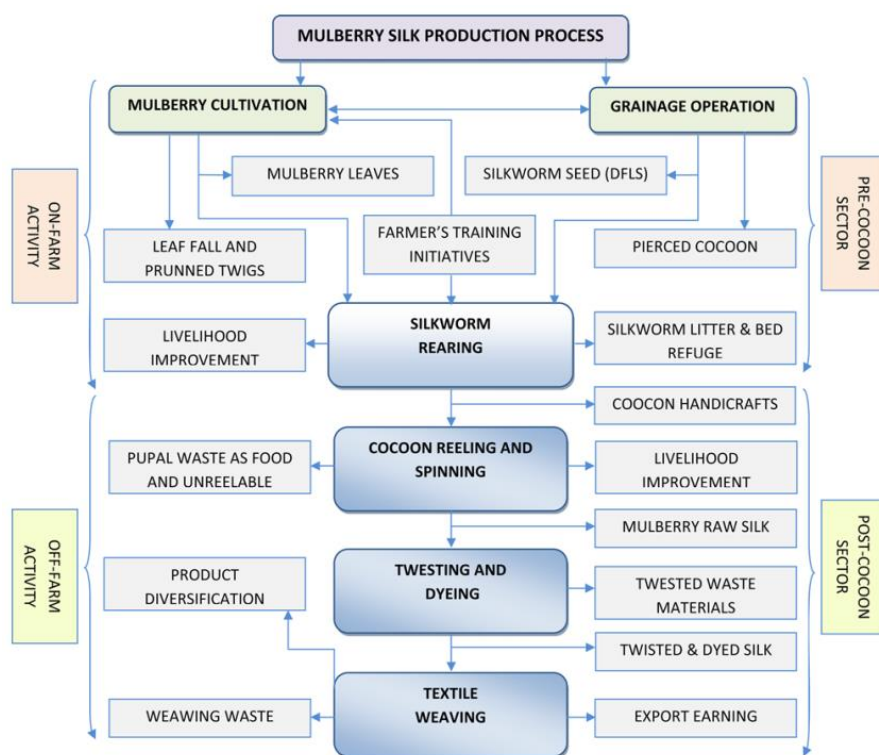 MULBERRY SILK PRODUCTION PROCESS
MULBERRY CULTIVATION
GRAINAGE OPERATION
MULBERRY LEAVES
SILKWORM SEED (DFLS)
ON-FARM
ACTIVITY
PRE-COCOON
SECTOR
LEAF FALL AND
PRUNNED TWIGS
FARMER'S TRAINING
INITIATIVES
PIERCED COCOON
LIVELIHOOD
IMPROVEMENT
SILKWORM
REARING
SILKWORM LITTER & BED
REFUGE
COOCON HANDICRAFTS
PUPAL WASTE AS FOOD
AND UNREELABLE
COCOON REELING AND
SPINNING
LIVELIHOOD
IMPROVEMENT
MULBERRY RAW SILK
OFF-FARM
ACTIVITY
POST-COCOON
SECTOR
PRODUCT
DIVERSIFICATION
TWESTING AND
DYEING
TWESTED WASTE
MATERIALS
TWISTED & DYED SILK
WEAWING WASTE
TEXTILE
WEAVING
EXPORT EARNING